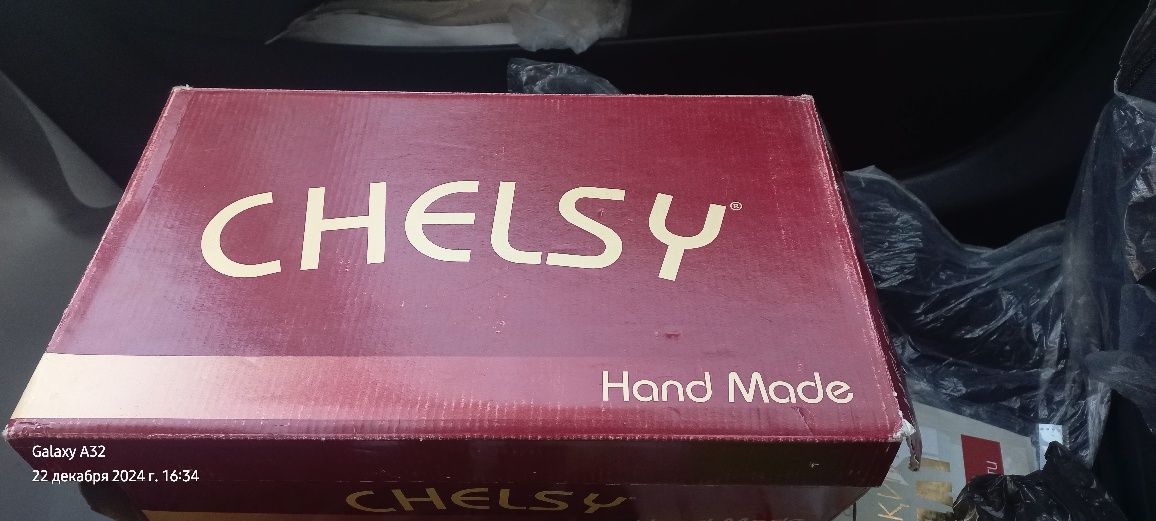 CHELSY®
Hand Made
Galaxy A32
22 декабря 2024 г. 16:34
CHELSY